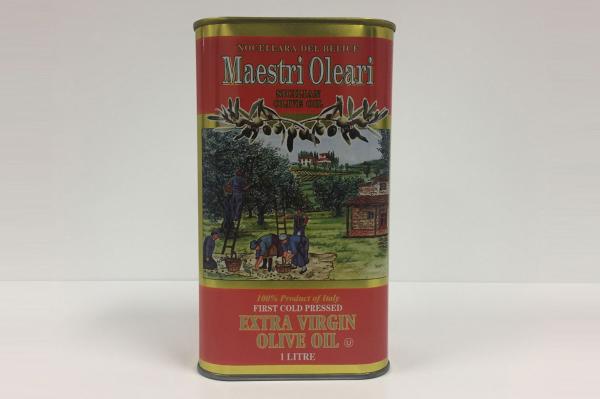 NOCELLARA DEL BELICE
Maestri Oleari
SICILIAN
OLIVE OIL
100% Product of Italy
FIRST COLD PRESSED
EXTRA VIRGIN
OLIVE OIL U
1 LITRE